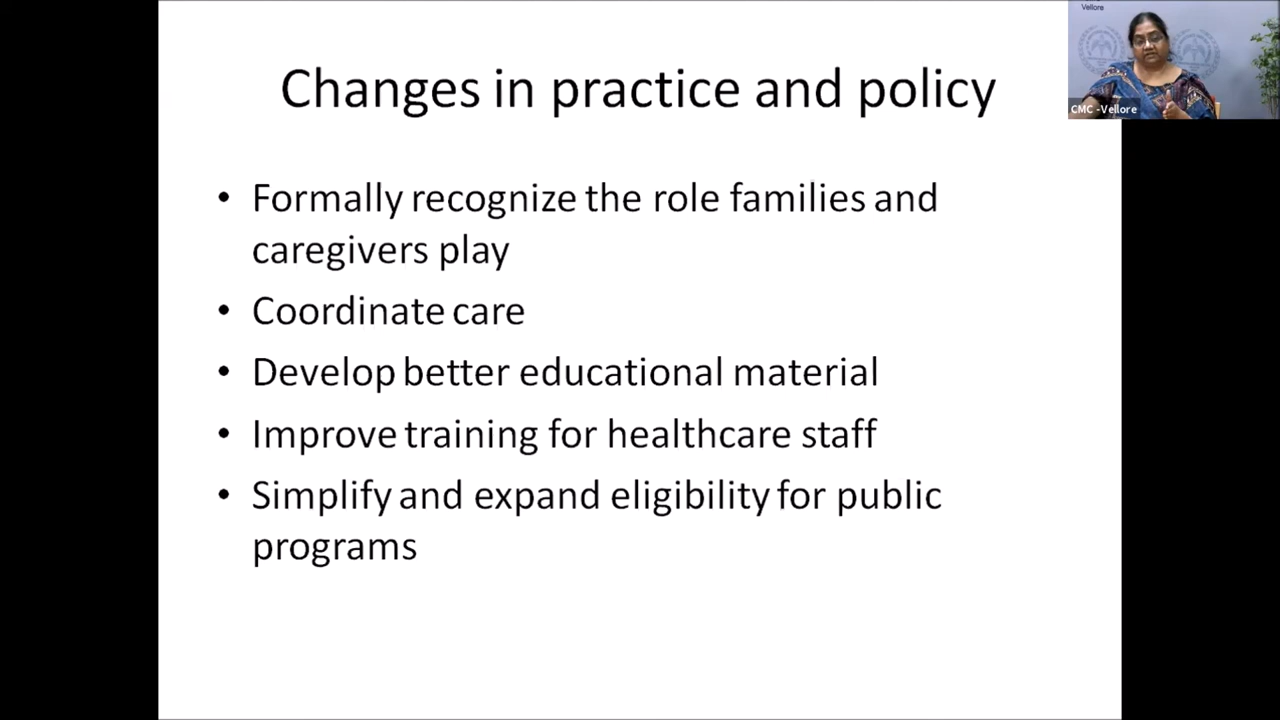 Vellore
CMC -Vellore
Changes in practice and policy
• Formally recognize the role families and
caregivers play
• Coordinate care
• Develop better educational material
• Improve training for healthcare staff
• Simplify and expand eligibility for public
programs